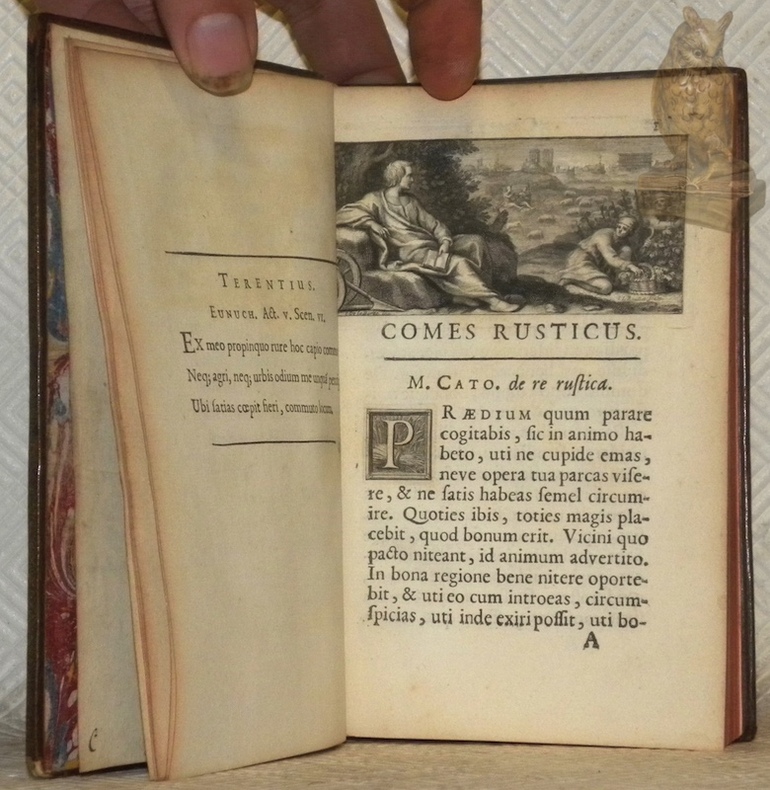 TERENTIUS.
EUNUCH. Act. v. Scen. VI.
EX meo propinquo rure hoc capio
Neq; agri, neq; urbis odium me
Ubi ſatias cœpit fieri, commuto locum,
C
COMES RUSTICUS.
M. CATO. de re ruſtica.
PRÆDIUM quum parare
cogitabis, ſic in animo ha-
beto, uti ne cupide emas,
neve opera tua parcas viſe-
re, & ne ſatis habeas ſemel circum-
ire. Quoties ibis, toties magis pla-
cebit, quod bonum erit. Vicini quo
pacto niteant, id animum advertito.
In bona regione bene nitere oporte-
bit, & uti eo cum introeas, circum-
ſpicias, uti inde exiri poſſit, uti bo-
A